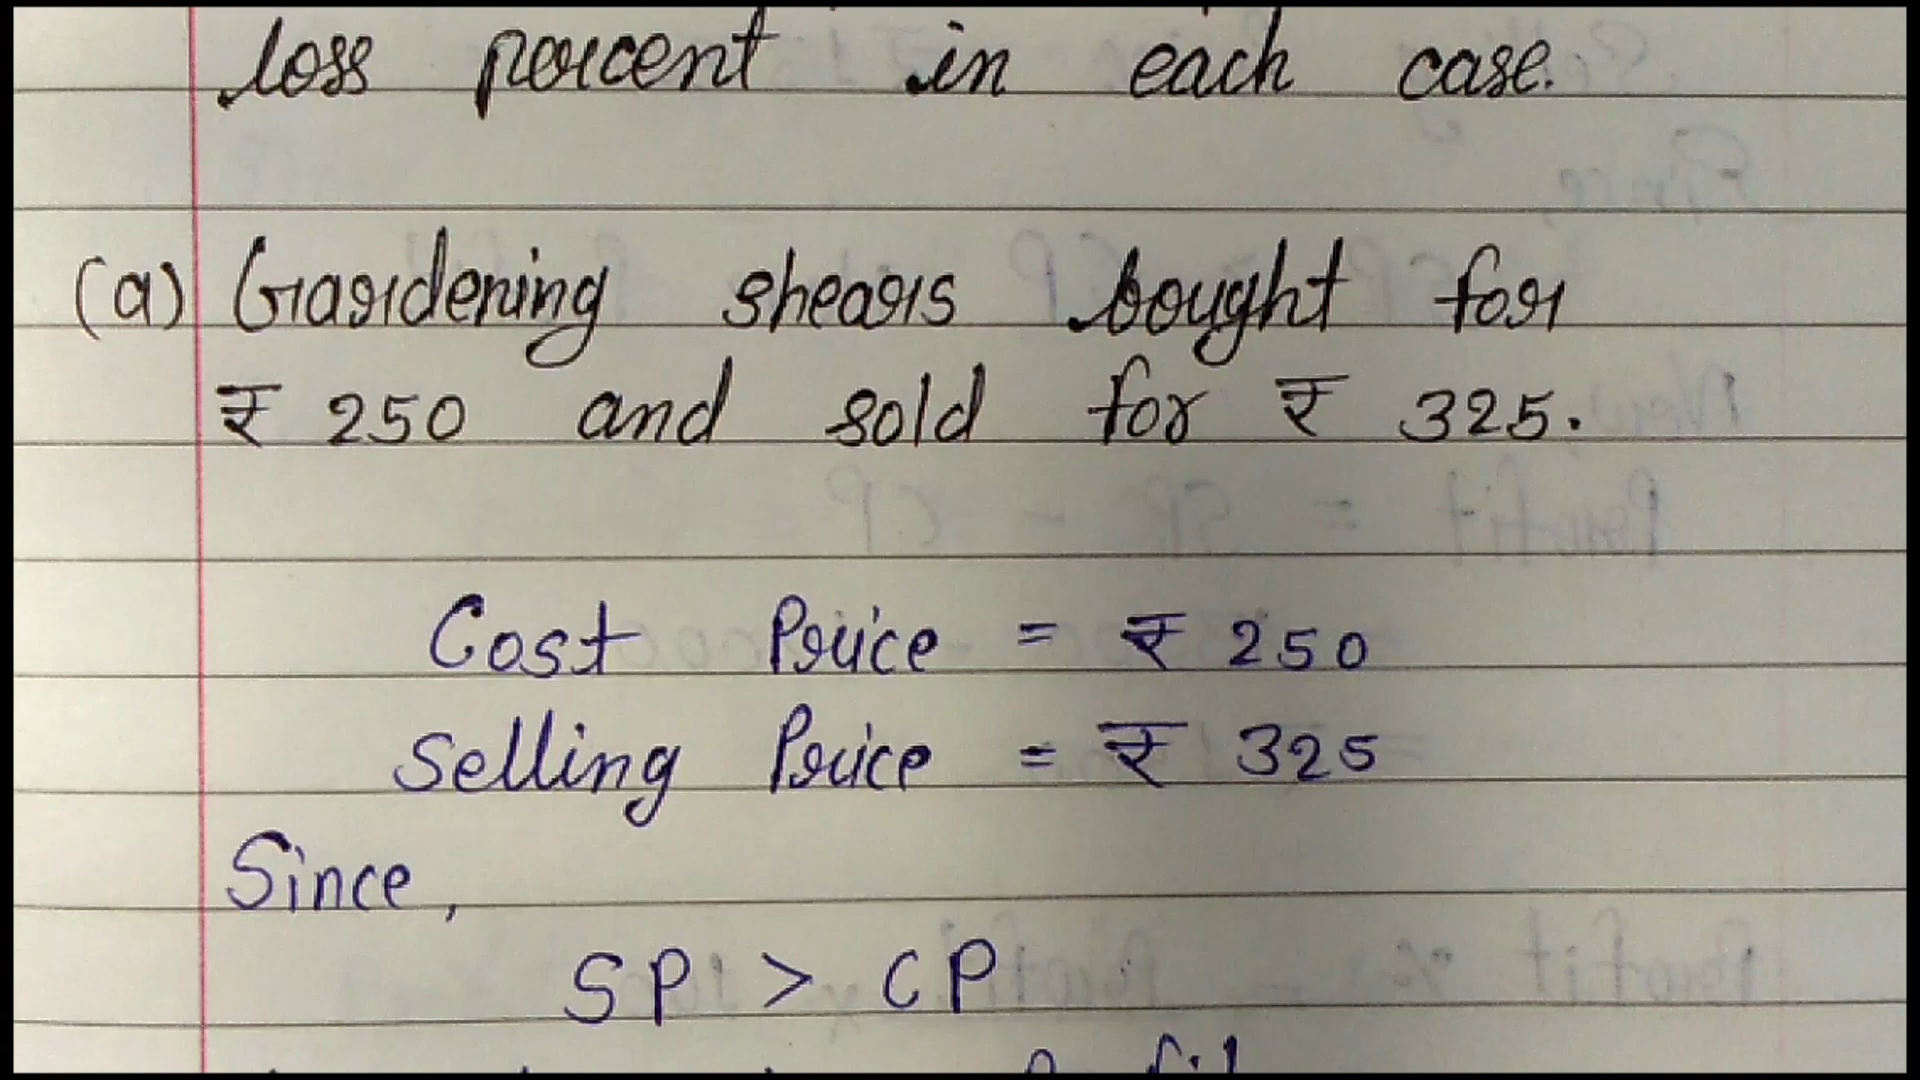 loss percent in each case.
(a) Gardening shears bought for
₹ 250 and sold for ₹ 325.
Cost Price = ₹ 250
Selling Price = ₹ 325
Since,
SP > CP